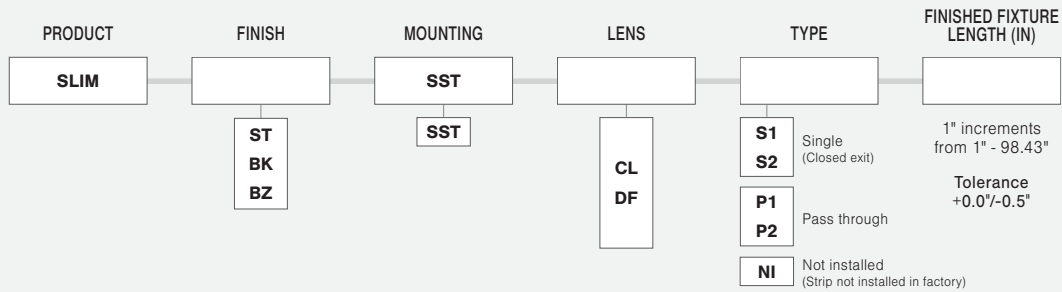 PRODUCT
FINISH
MOUNTING
LENS
TYPE
FINISHED FIXTURE
LENGTH (IN)
SLIM
SST
ST
BK
BZ
SST
CL
DF
S1
S2
Single
(Closed exit)
P1
P2
Pass through
NI
Not installed
(Strip not installed in factory)
1" increments
from 1" - 98.43"
Tolerance
+0.0"/-0.5"